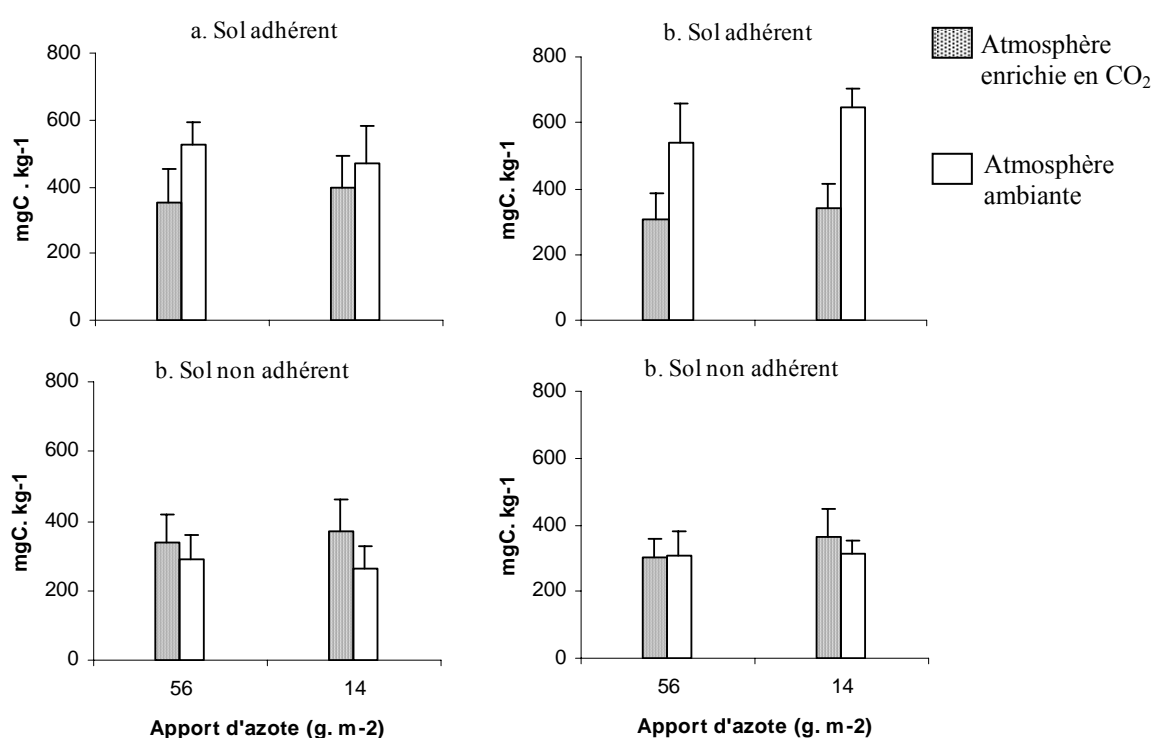 a. Sol adhérent
800
600
400
200
0
mgC . kg-1
b. Sol adhérent
800
600
400
200
0
mgC. kg-1
Atmosphère
enrichie en CO₂
Atmosphère
ambiante
b. Sol non adhérent
800
600
400
200
0
mgC. kg-1
56
14
Apport d'azote (g. m-2)
b. Sol non adhérent
800
600
400
200
0
mgC. kg-1
56
14
Apport d'azote (g. m-2)